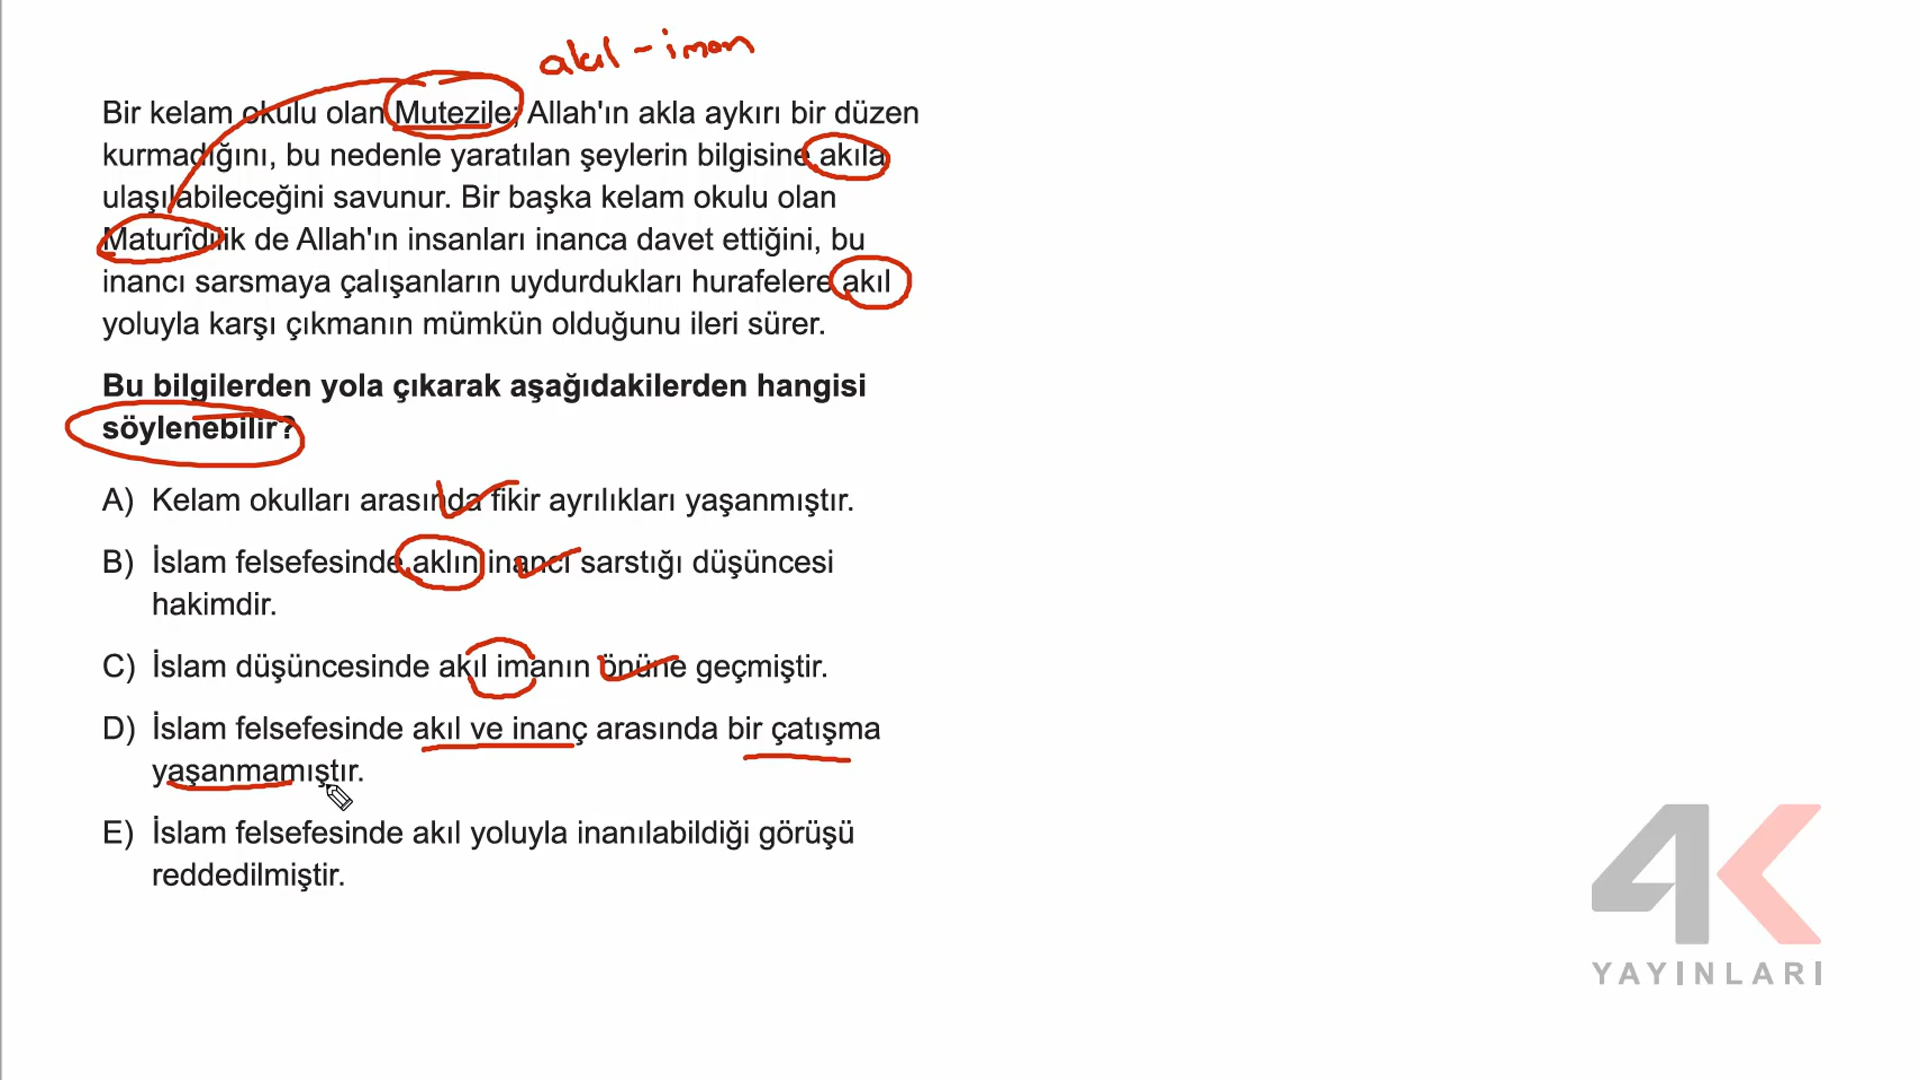 akıl - iman
Bir kelam okulu olan Mutezile; Allah'ın akla aykırı bir düzen
kurmadığını, bu nedenle yaratılan şeylerin bilgisine akıla
ulaşılabileceğini savunur. Bir başka kelam okulu olan
Maturîdilik de Allah'ın insanları inanca davet ettiğini, bu
inancı sarsmaya çalışanların uydurdukları hurafelere akıl
yoluyla karşı çıkmanın mümkün olduğunu ileri sürer.
Bu bilgilerden yola çıkarak aşağıdakilerden hangisi
söylenebilir?
A) Kelam okulları arasında fikir ayrılıkları yaşanmıştır.
B) İslam felsefesinde aklın inancı sarstığı düşüncesi
hakimdir.
C) İslam düşüncesinde akıl imanın önüne geçmiştir.
D) İslam felsefesinde akıl ve inanç arasında bir çatışma
yaşanmamıştır.
E) İslam felsefesinde akıl yoluyla inanılabildiği görüşü
reddedilmiştir.
4K
YAYINLARI